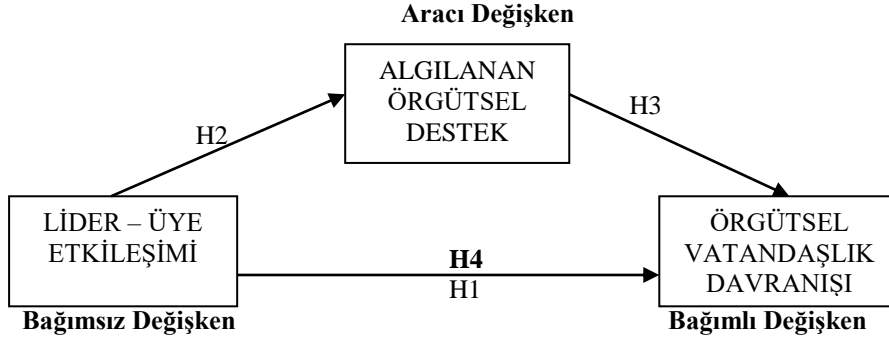 Aracı Değişken
ALGILANAN
ÖRGÜTSEL
DESTEK
H2
H3
LİDER – ÜYE
ETKİLEŞİMİ
H4
H1
ÖRGÜTSEL
VATANDAŞLIK
DAVRANIŞI
Bağımsız Değişken
Bağımlı Değişken